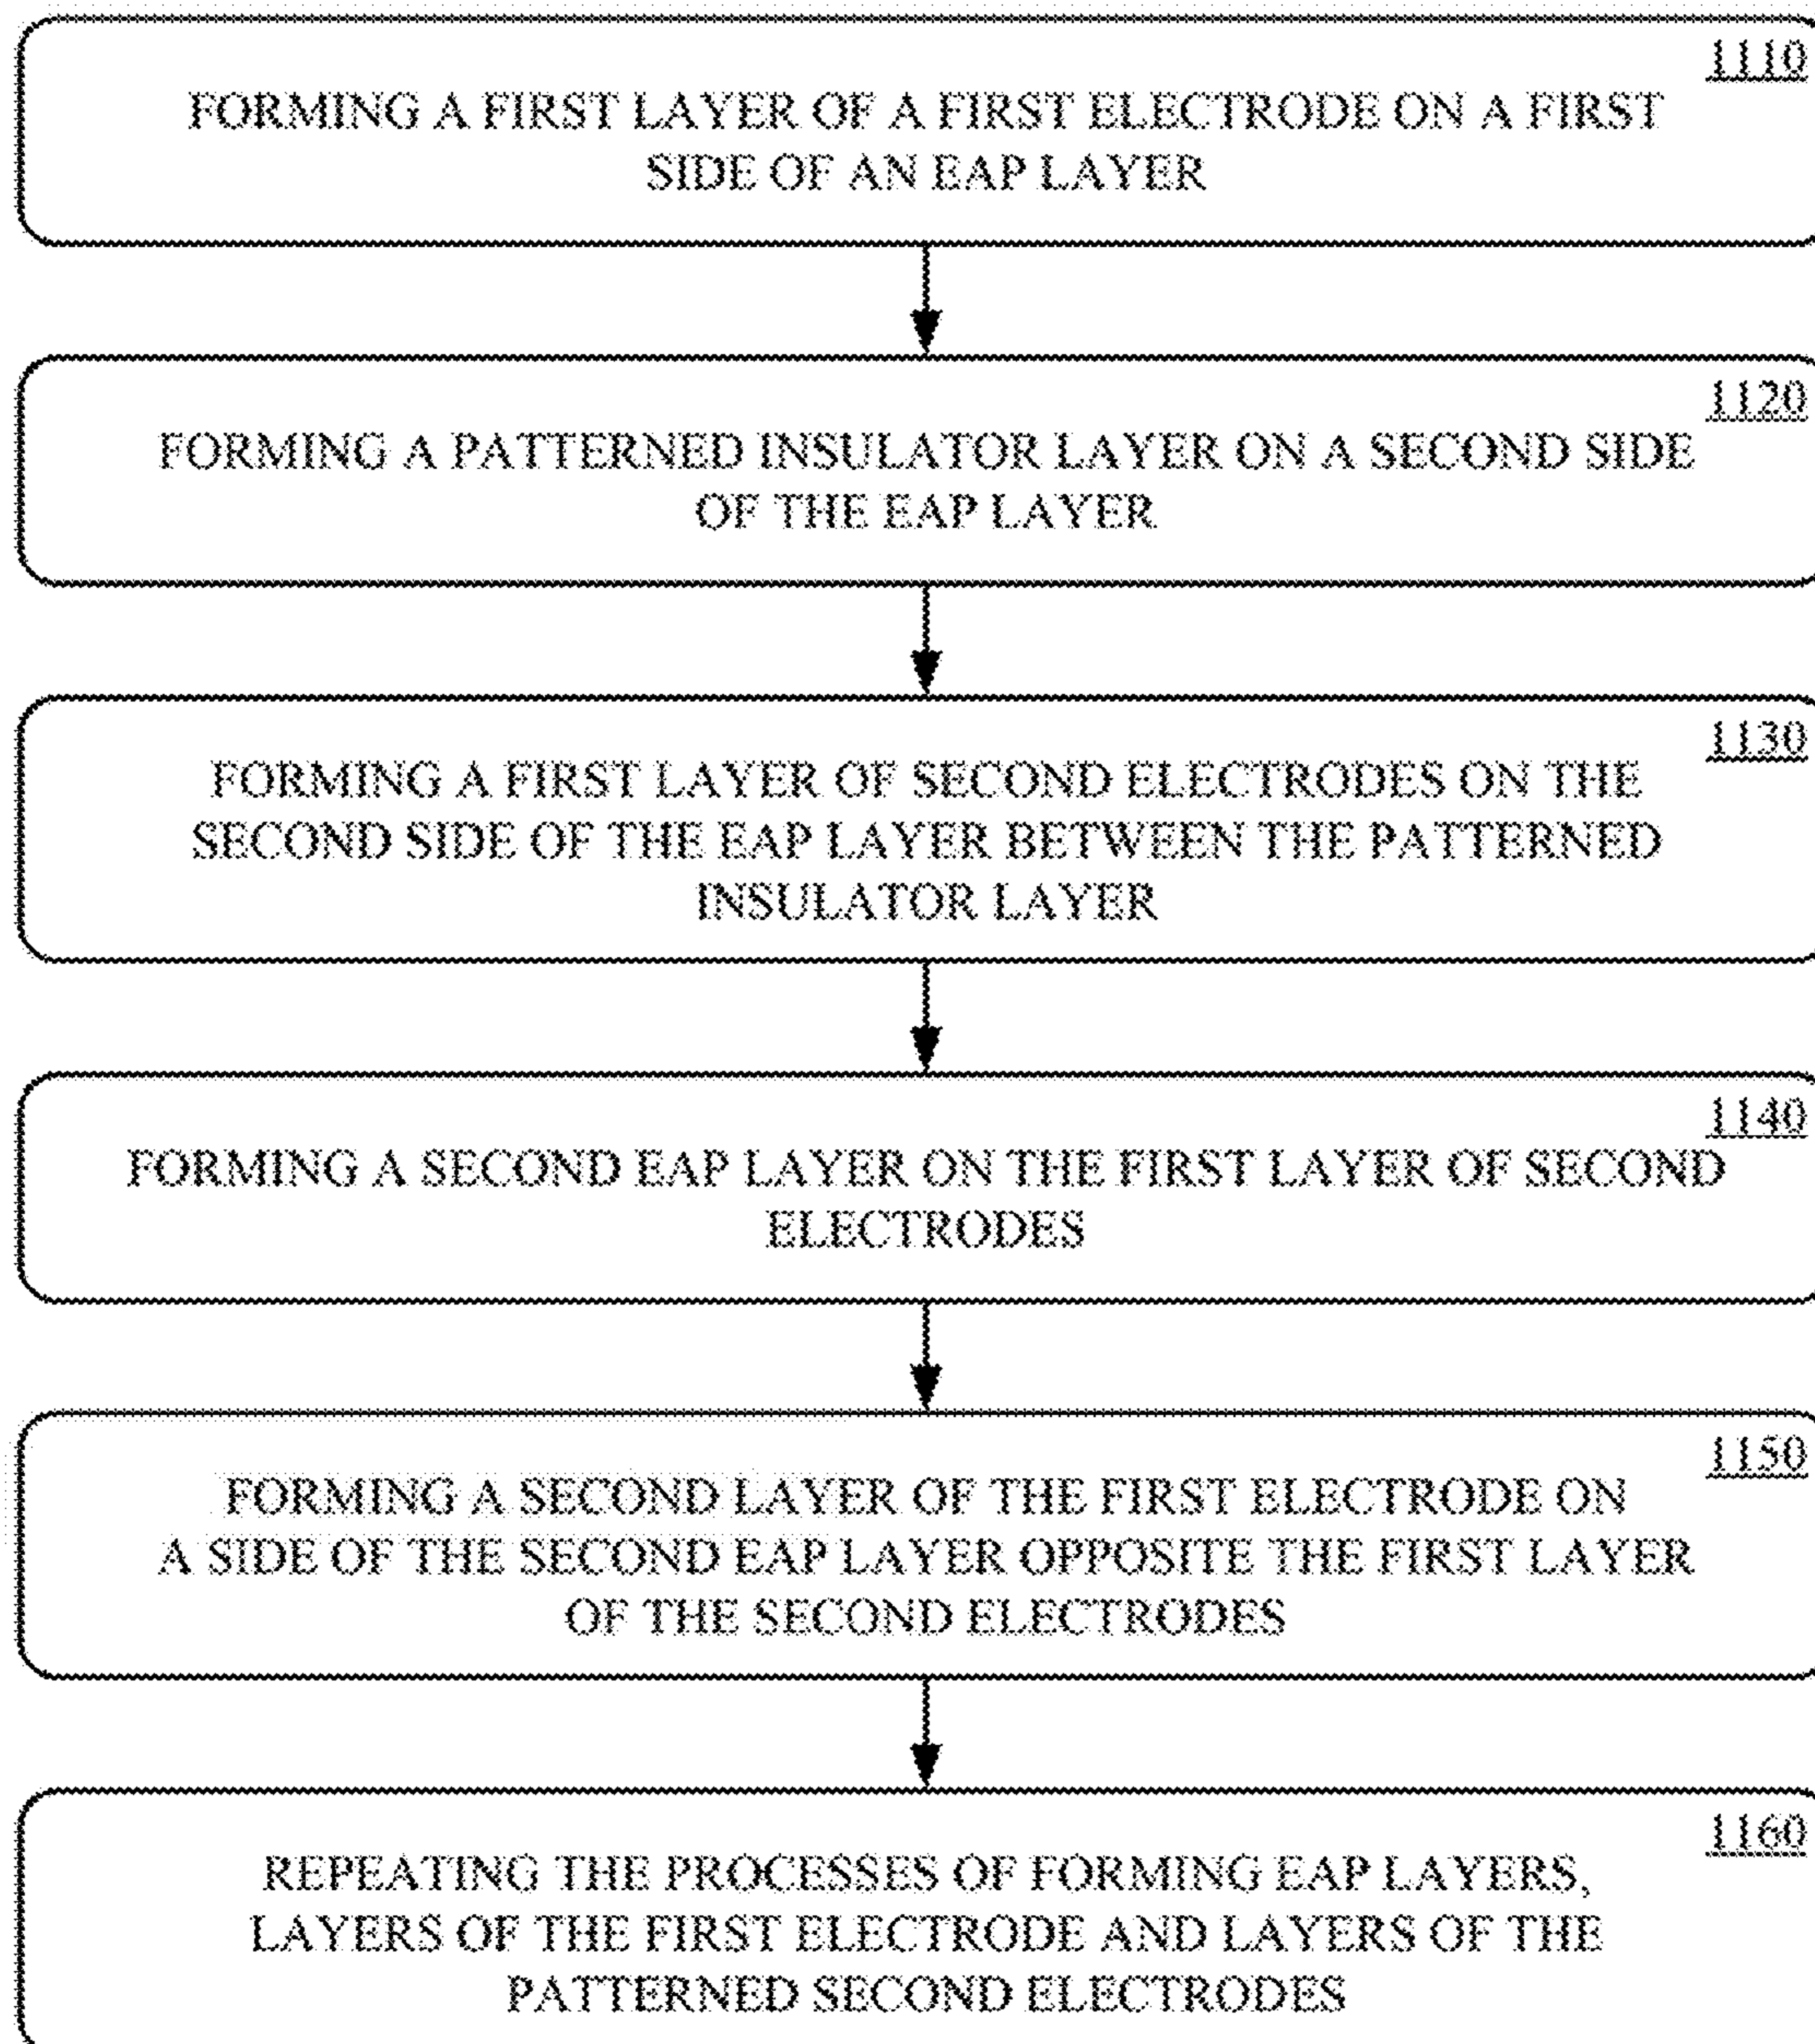 1110
FORMING A FIRST LAYER OF A FIRST ELECTRODE ON A FIRST
SIDE OF AN EAP LAYER
1120
FORMING A PATTERNED INSULATOR LAYER ON A SECOND SIDE
OF THE EAP LAYER
1130
FORMING A FIRST LAYER OF SECOND ELECTRODES ON THE
SECOND SIDE OF THE EAP LAYER BETWEEN THE PATTERNED
INSULATOR LAYER
1140
FORMING A SECOND EAP LAYER ON THE FIRST LAYER OF SECOND
ELECTRODES
1150
FORMING A SECOND LAYER OF THE FIRST ELECTRODE ON
A SIDE OF THE SECOND EAP LAYER OPPOSITE THE FIRST LAYER
OF THE SECOND ELECTRODES
1160
REPEATING THE PROCESSES OF FORMING EAP LAYERS,
LAYERS OF THE FIRST ELECTRODE AND LAYERS OF THE
PATTERNED SECOND ELECTRODES